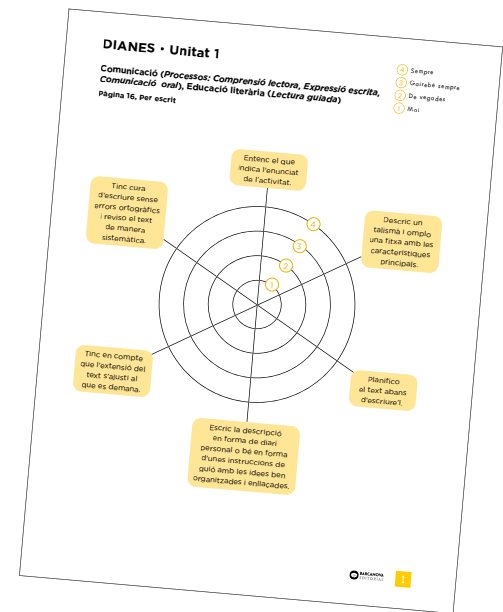 DIANES · Unitat 1
Comunicació (Processos: Comprensió lectora, Expressió escrita,
Comunicació oral), Educació literària (Lectura guiada)
Pàgina 16, Per escrit
4 Sempre
3 Gairebé sempre
2 De vegades
1 Mai
Entenc el que
indica l'enunciat
de l'activitat.
Tinc cura
d'escriure sense
errors ortogràfics
i reviso el text
de manera
sistemàtica.
Descric un
talismà i omplo
una fitxa amb les
característiques
principals.
4
3
2
1
Tinc en compte
que l'extensió del
text s'ajusti al
que es demana.
Planifico
el text abans
d'escriure'l.
Escric la descripció
en forma de diari
personal o bé en forma
d'unes instruccions de
guió amb les idees ben
organitzades i enllaçades.
BARCANOVA
EDITORIAL
1